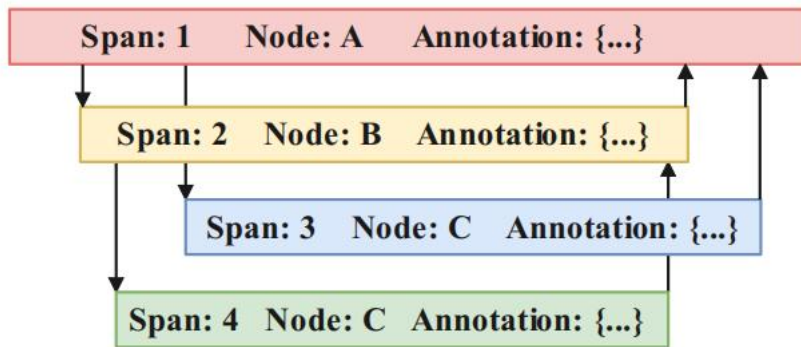 Span: 1 Node: A Annotation: {...}
Span: 2 Node: B Annotation: {...}
Span: 3 Node: C Annotation: {...}
Span: 4 Node: C Annotation: {...}